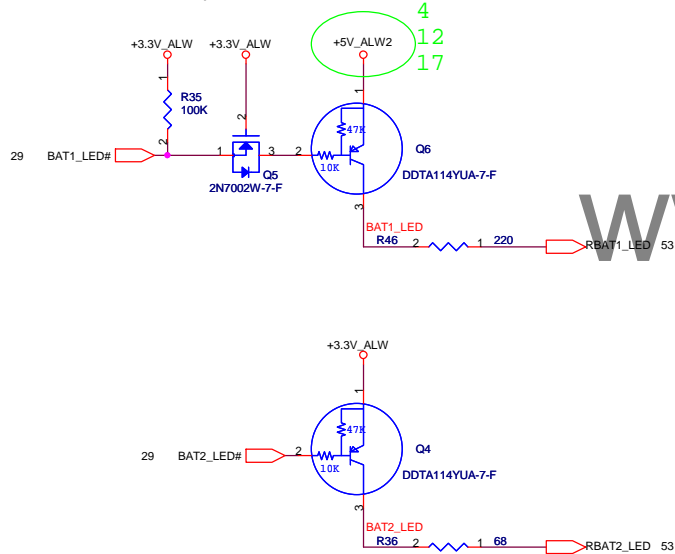 4
12
17
+3.3V_ALW +3.3V_ALW +5V_ALW2
1 2 1
R35
100K
2
47K
10K
Q6
DDTA114YUA-7-F
29 BAT1_LED# 1 3 2
Q5
2N7002W-7-F
3
BAT1_LED
R46 2 1 220 RBAT1_LED 53
+3.3V_ALW
1
47K
10K
Q4
DDTA114YUA-7-F
29 BAT2_LED# 2
3
BAT2_LED
R36 2 1 68 RBAT2_LED 53